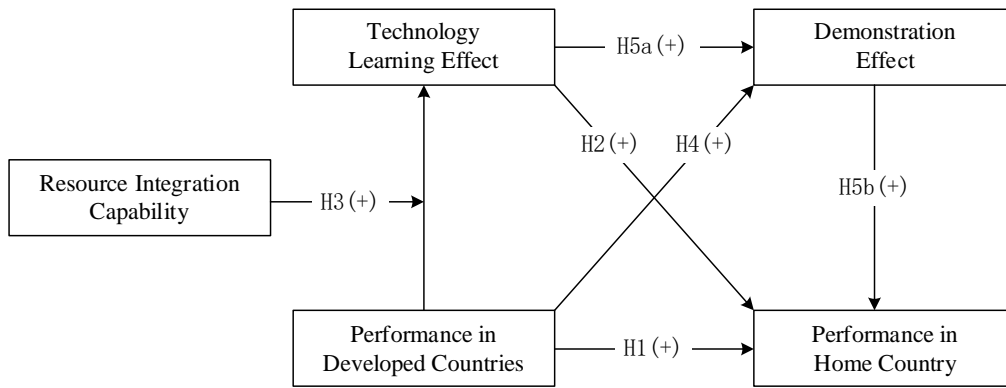 Technology
Learning Effect
H5a(+)
Demonstration
Effect
H2(+)
H4(+)
Resource Integration
Capability
H3(+)
H5b(+)
Performance in
Developed Countries
H1(+)
Performance in
Home Country